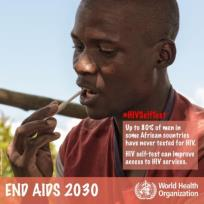 #HIVSelfTest
Up to 80% of men in
some African countries
have never tested for HIV.
HIV self-test can improve
access to HIV services.
END AIDS 2030
World Health
Organization